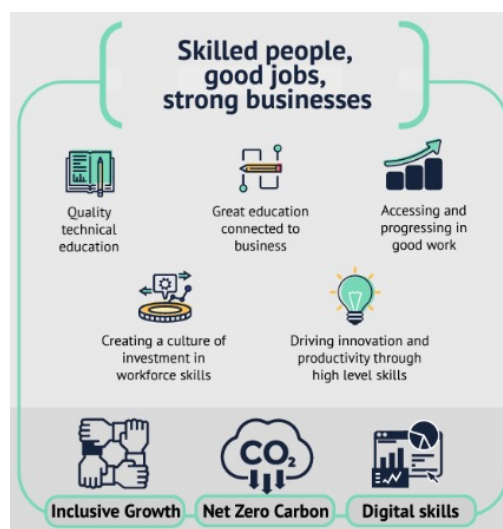 Skilled people,
good jobs,
strong businesses
Quality
technical
education
Great education
connected to
business
Accessing and
progressing in
good work
Creating a culture of
investment in
workforce skills
Driving innovation and
productivity through
high level skills
CO₂
Inclusive Growth
Net Zero Carbon
Digital skills